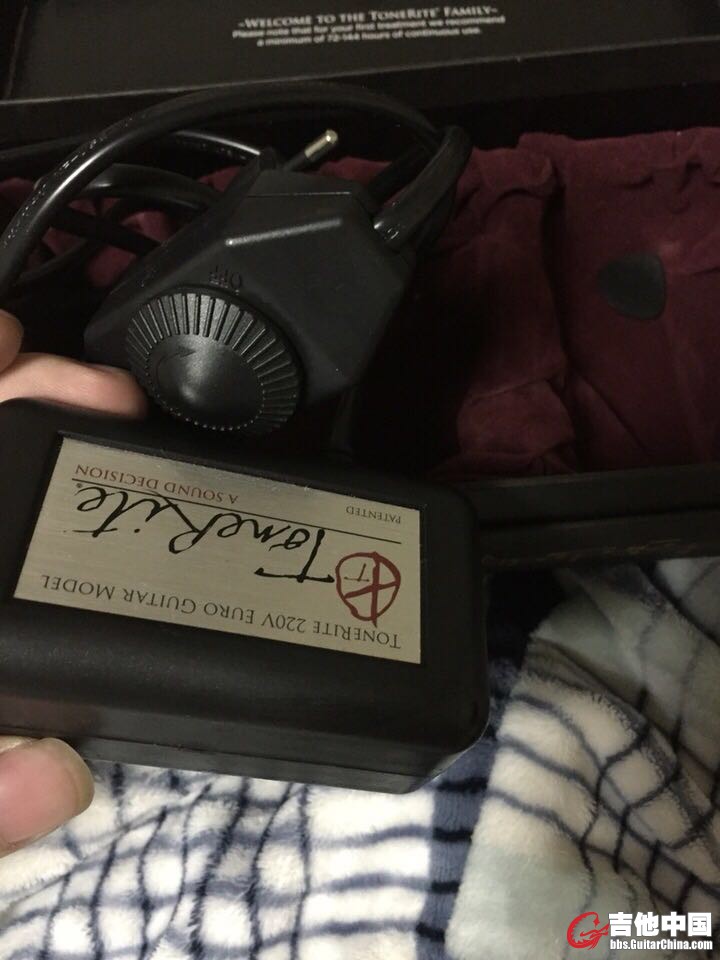 ~Welcome to the ToneRite® Family~
Please note that for your first treatment we recommend
a minimum of 72-144 hours of continuous use.
OFF
ToneRite 220V Euro Guitar Model
T
ToneRite®
PATENTED
A SOUND DECISION
吉他中国
bbs.GuitarChina.com